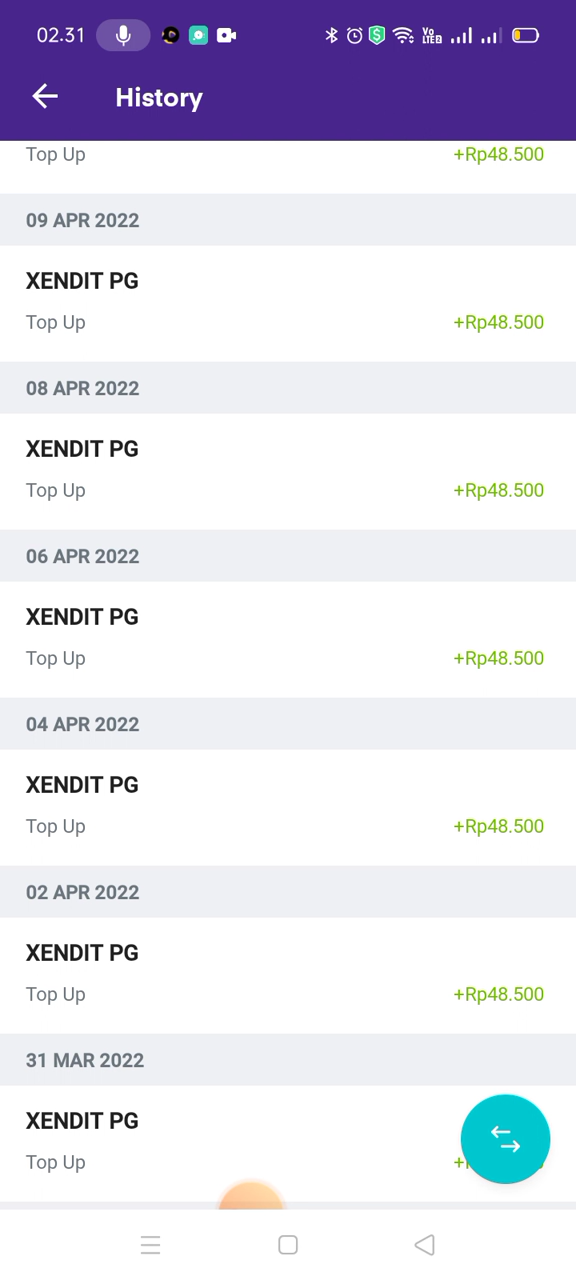 02.31
VoLTE2
History
Top Up +Rp48.500
09 APR 2022
XENDIT PG
Top Up +Rp48.500
08 APR 2022
XENDIT PG
Top Up +Rp48.500
06 APR 2022
XENDIT PG
Top Up +Rp48.500
04 APR 2022
XENDIT PG
Top Up +Rp48.500
02 APR 2022
XENDIT PG
Top Up +Rp48.500
31 MAR 2022
XENDIT PG
Top Up